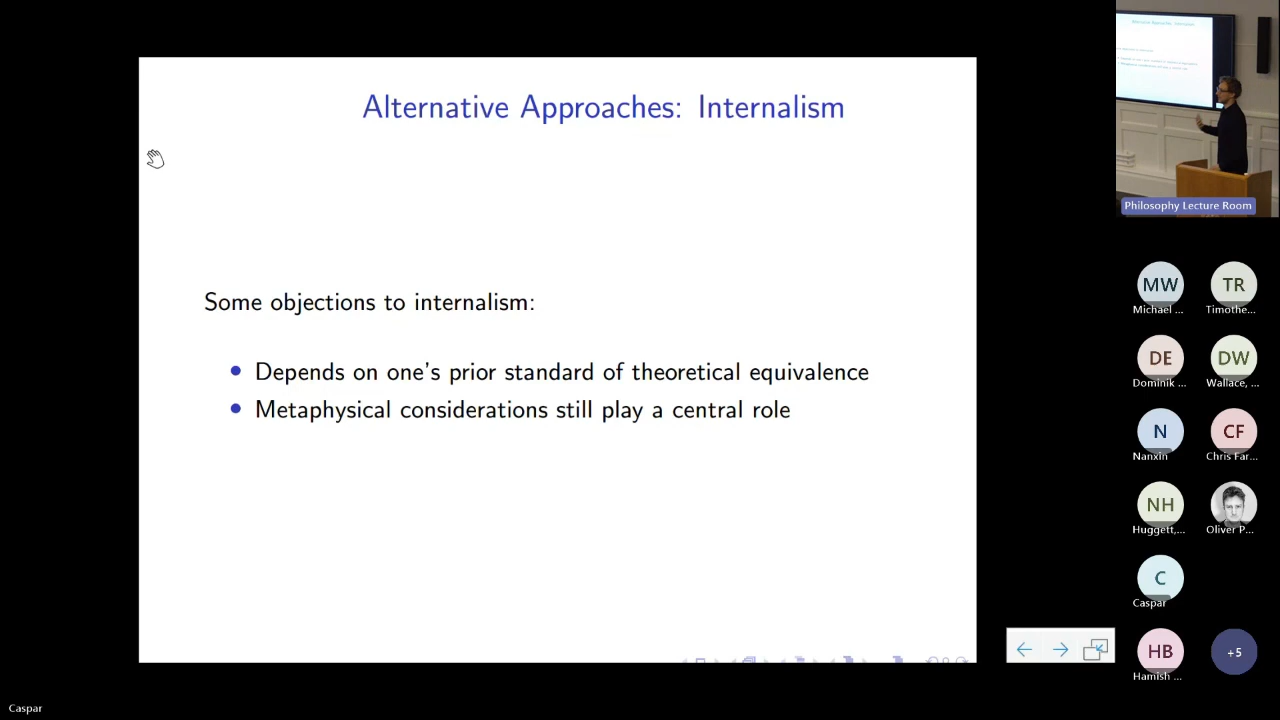 Alternative Approaches: Internalism
Some objections to internalism:
Depends on one's prior standard of theoretical equivalence
Metaphysical considerations still play a central role
Philosophy Lecture Room
MW
Michael ...
TR
Timothe...
DE
Dominik ...
DW
Wallace, ...
N
Nanxin
CF
Chris Far...
NH
Huggett,...
Oliver P...
C
Caspar
HB
Hamish ...
+5
Caspar